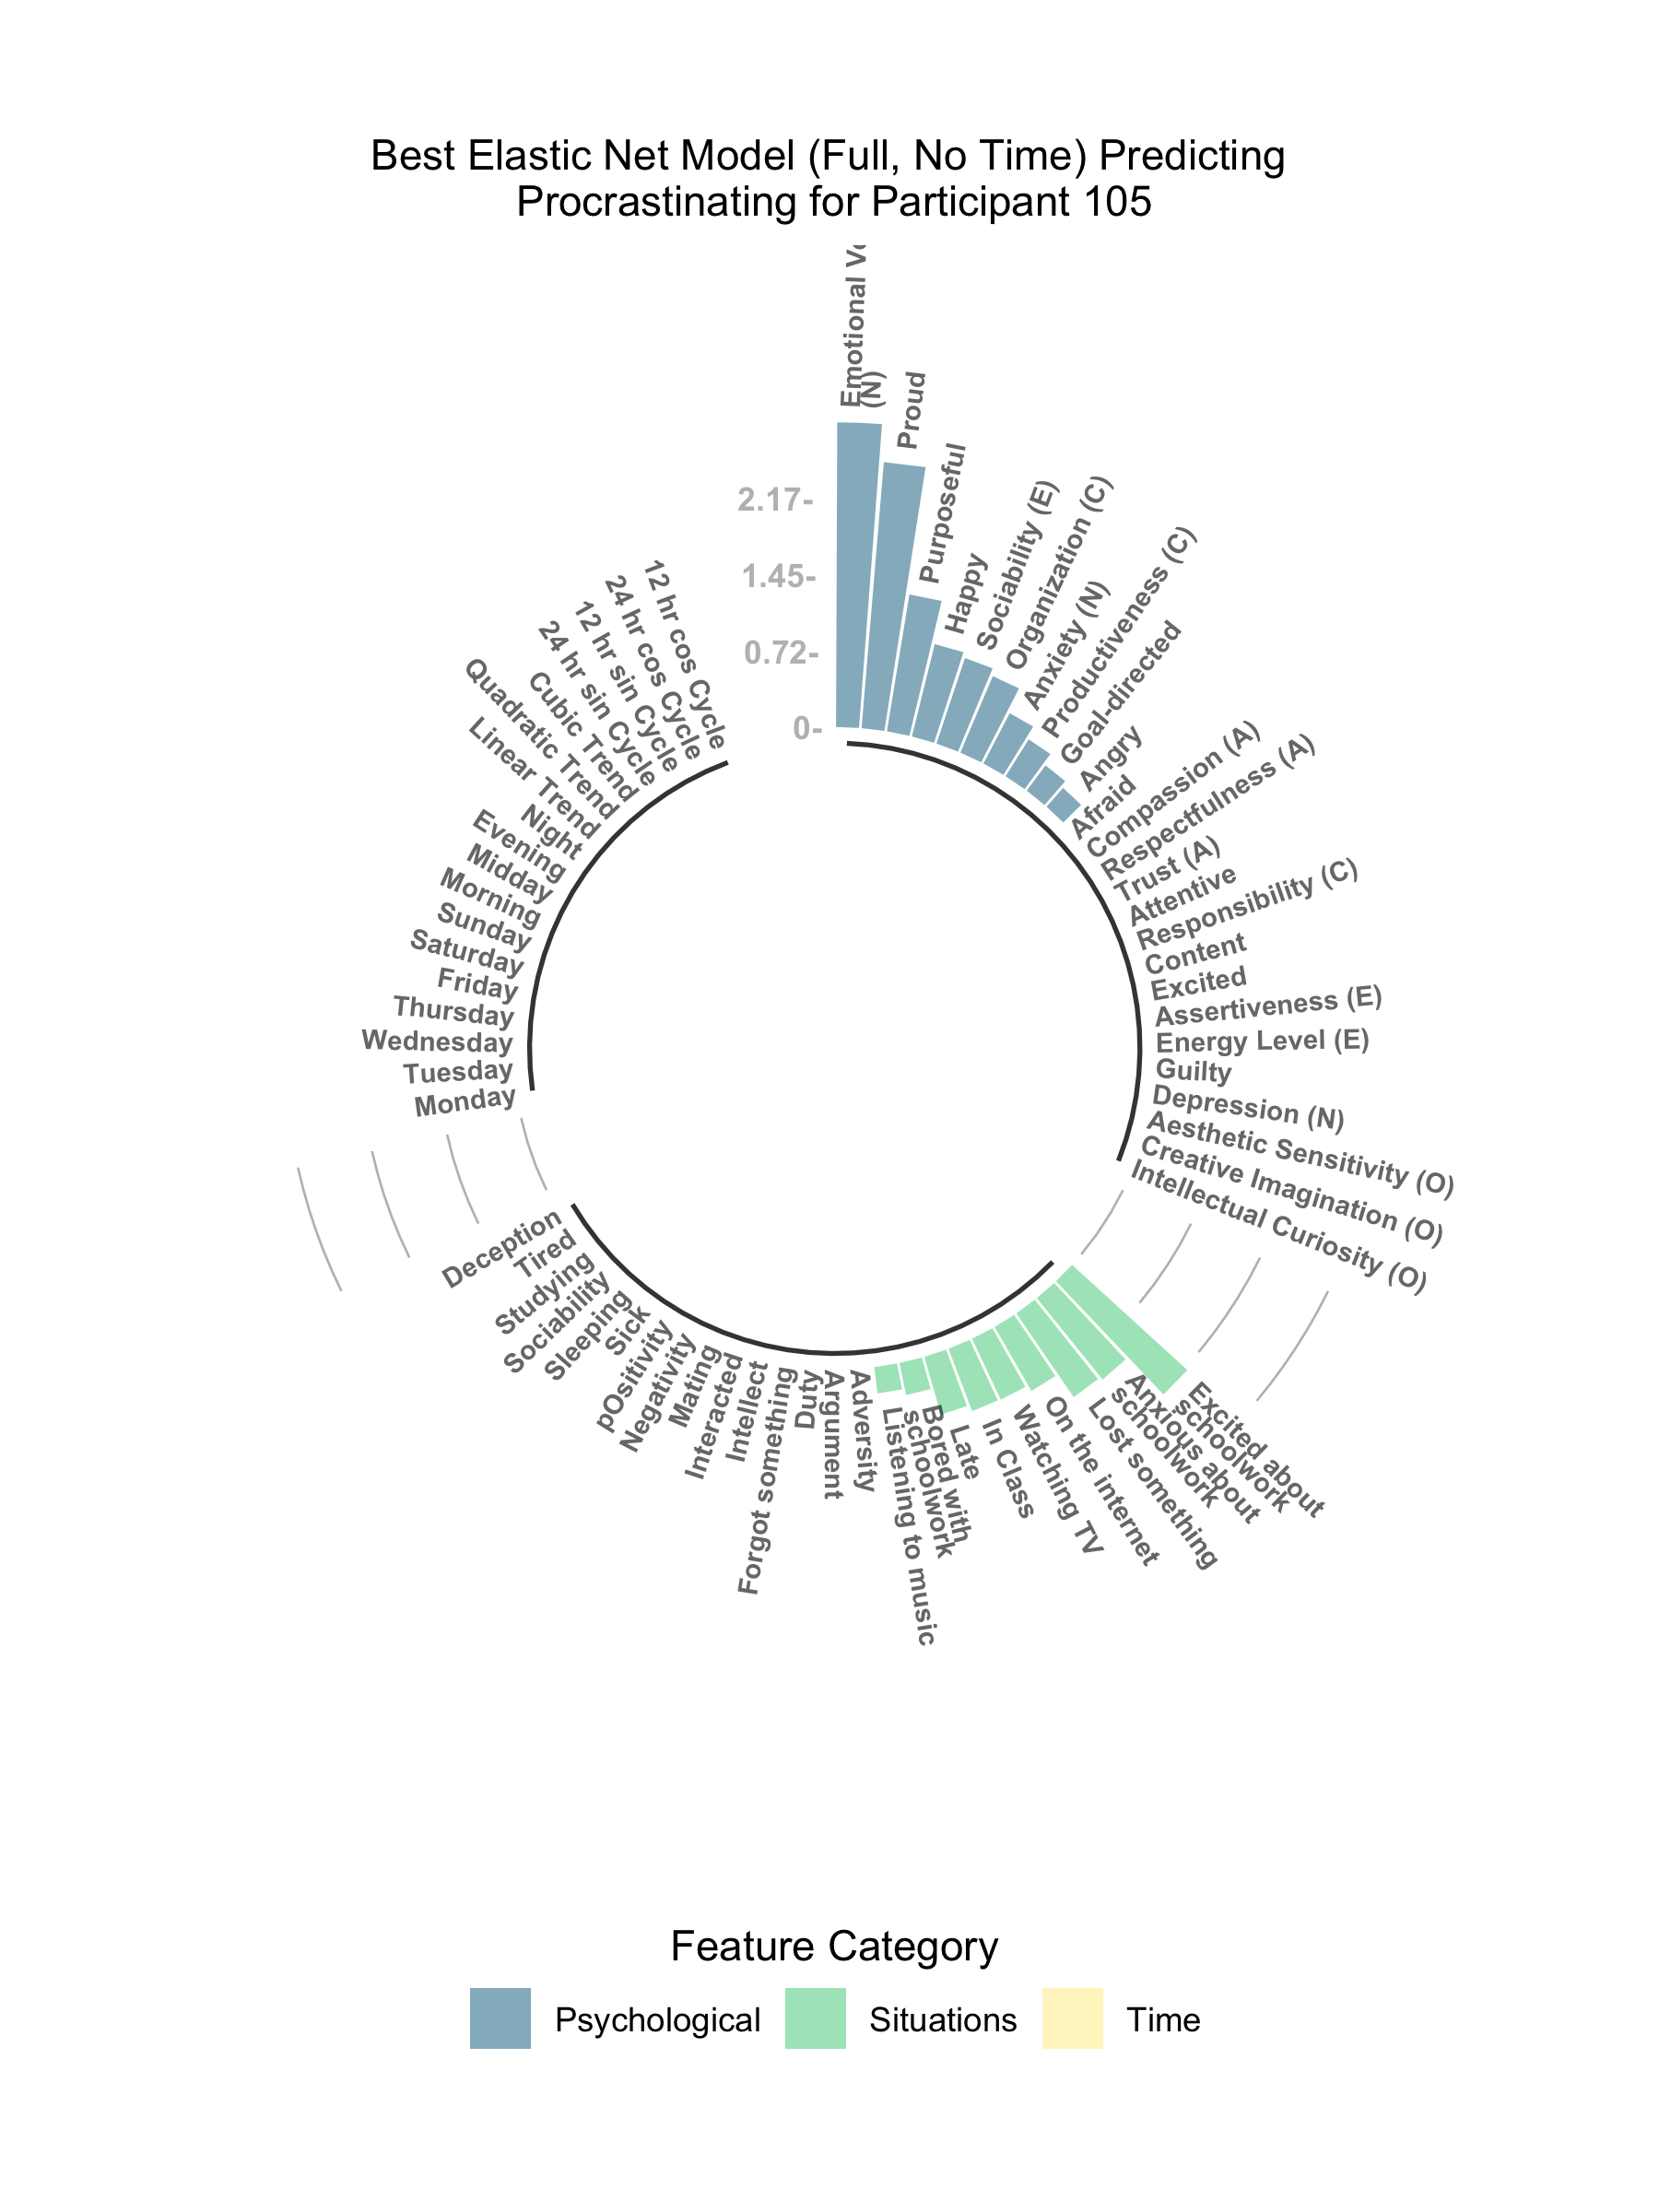 Best Elastic Net Model (Full, No Time) Predicting
Procrastinating for Participant 105
2.17-
1.45-
0.72-
0-
Emotional
(N)
Proud
Purposeful
Happy
Sociability (E)
Organization (C)
Anxiety (N)
Productiveness (C)
Goal-directed
Angry
Afraid
Compassion (A)
Respectfulness (A)
Trust (A)
Attentive
Responsibility (C)
Content
Excited
Assertiveness (E)
Energy Level (E)
Guilty
Depression (N)
Aesthetic Sensitivity (O)
Creative Imagination (O)
Intellectual Curiosity (O)
Excited about
schoolwork
Anxious about
schoolwork
Lost something
On the internet
Watching TV
In Class
Late
Bored with
schoolwork
Listening to music
Adversity
Argument
Duty
Forgot something
Intellect
Interacted
Mating
Negativity
pOsitivity
Sick
Sleeping
Sociability
Studying
Tired
Deception
Monday
Tuesday
Wednesday
Thursday
Friday
Saturday
Sunday
Morning
Midday
Evening
Night
Linear Trend
Quadratic Trend
Cubic Trend
24 hr sin Cycle
12 hr sin Cycle
24 hr cos Cycle
12 hr cos Cycle
Feature Category
Psychological
Situations
Time